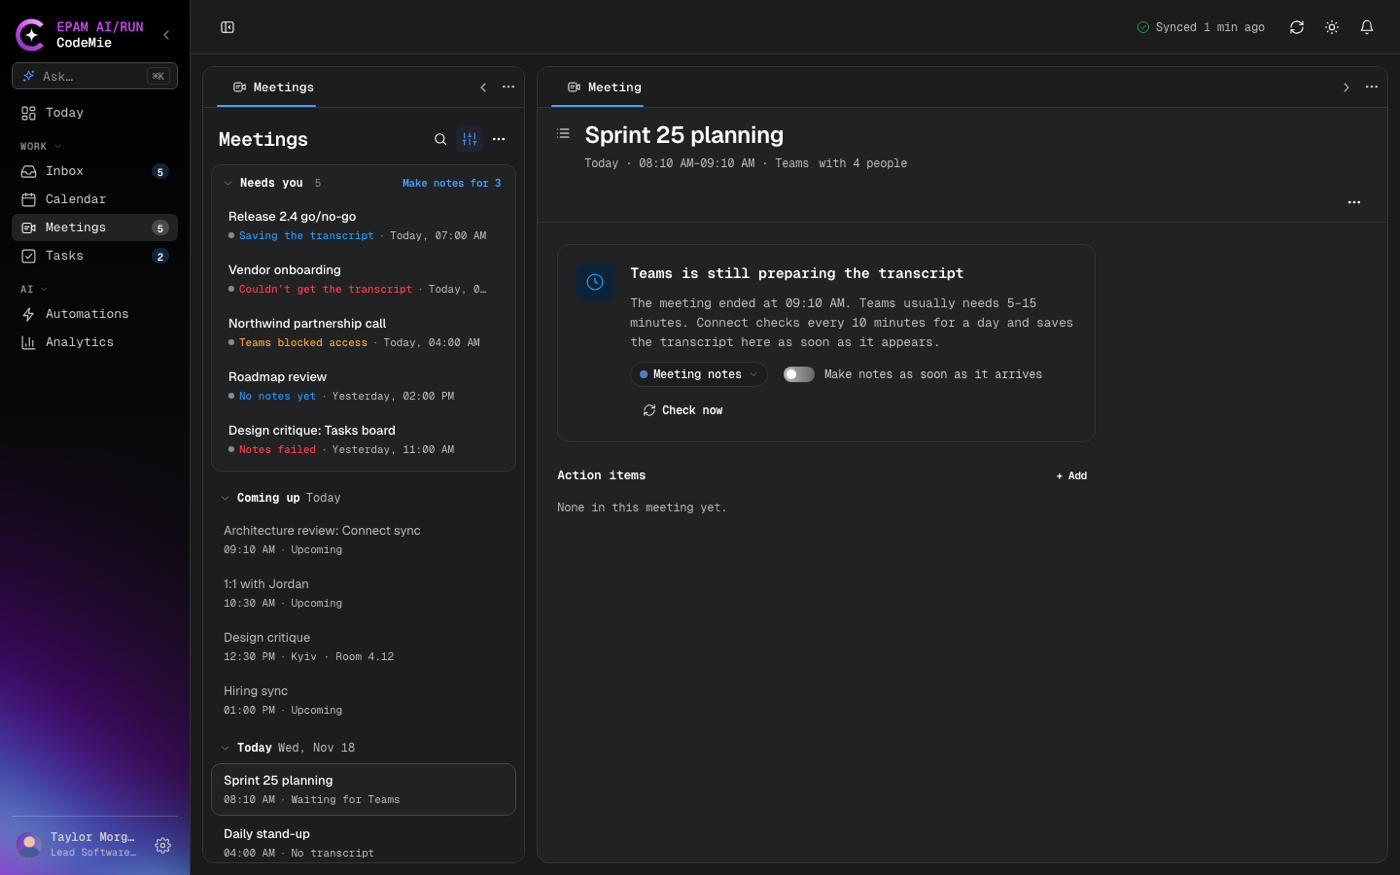 EPAM AI/RUN
CodeMie
Ask…
⌘K
Today
WORK
Inbox 5
Calendar
Meetings 5
Tasks 2
AI
Automations
Analytics
Taylor Morg…
Lead Software…
Synced 1 min ago
Meetings
Meetings
Needs you 5
Make notes for 3
Release 2.4 go/no-go
Saving the transcript · Today, 07:00 AM
Vendor onboarding
Couldn't get the transcript · Today, 0…
Northwind partnership call
Teams blocked access · Today, 04:00 AM
Roadmap review
No notes yet · Yesterday, 02:00 PM
Design critique: Tasks board
Notes failed · Yesterday, 11:00 AM
Coming up Today
Architecture review: Connect sync
09:10 AM · Upcoming
1:1 with Jordan
10:30 AM · Upcoming
Design critique
12:30 PM · Kyiv · Room 4.12
Hiring sync
01:00 PM · Upcoming
Today Wed, Nov 18
Sprint 25 planning
08:10 AM · Waiting for Teams
Daily stand-up
04:00 AM · No transcript
Meeting
Sprint 25 planning
Today · 08:10 AM–09:10 AM · Teams with 4 people
Teams is still preparing the transcript
The meeting ended at 09:10 AM. Teams usually needs 5–15
minutes. Connect checks every 10 minutes for a day and saves
the transcript here as soon as it appears.
Meeting notes
Make notes as soon as it arrives
Check now
Action items
+ Add
None in this meeting yet.